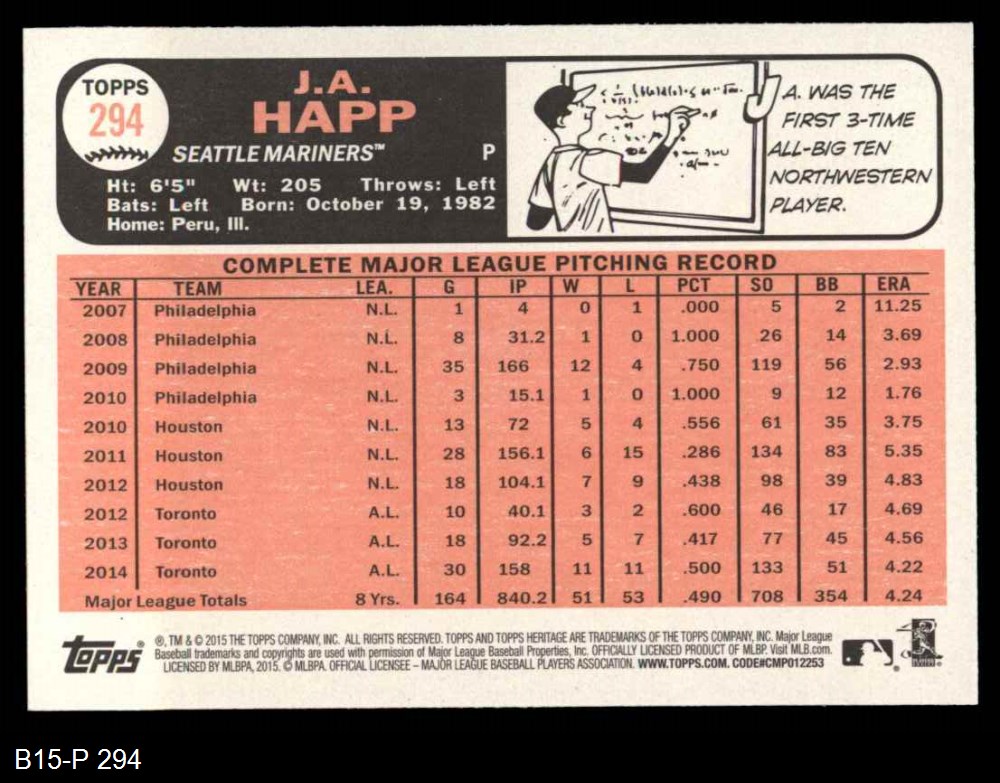 TOPPS
294
J.A.
HAPP
SEATTLE MARINERS™ P
Ht: 6'5" Wt: 205 Throws: Left
Bats: Left Born: October 19, 1982
Home: Peru, Ill.
J.A. WAS THE
FIRST 3-TIME
ALL-BIG TEN
NORTHWESTERN
PLAYER.
COMPLETE MAJOR LEAGUE PITCHING RECORD
YEAR TEAM LEA. G IP W L PCT SO BB ERA
2007 Philadelphia N.L. 1 4 0 1 .000 5 2 11.25
2008 Philadelphia N.L. 8 31.2 1 0 1.000 26 14 3.69
2009 Philadelphia N.L. 35 166 12 4 .750 119 56 2.93
2010 Philadelphia N.L. 3 15.1 1 0 1.000 9 12 1.76
2010 Houston N.L. 13 72 5 4 .556 61 35 3.75
2011 Houston N.L. 28 156.1 6 15 .286 134 83 5.35
2012 Houston N.L. 18 104.1 7 9 .438 98 39 4.83
2012 Toronto A.L. 10 40.1 3 2 .600 46 17 4.69
2013 Toronto A.L. 18 92.2 5 7 .417 77 45 4.56
2014 Toronto A.L. 30 158 11 11 .500 133 51 4.22
Major League Totals 8 Yrs. 164 840.2 51 53 .490 708 354 4.24
Topps
®, TM & © 2015 THE TOPPS COMPANY, INC. ALL RIGHTS RESERVED. TOPPS AND TOPPS HERITAGE ARE TRADEMARKS OF THE TOPPS COMPANY, INC. Major League
Baseball trademarks and copyrights are used with permission of Major League Baseball Properties, Inc. OFFICIALLY LICENSED PRODUCT OF MLBP. Visit MLB.com.
LICENSED BY MLBPA, 2015. © MLBPA. OFFICIAL LICENSEE – MAJOR LEAGUE BASEBALL PLAYERS ASSOCIATION. WWW.TOPPS.COM. CODE#CMP012253
B15-P 294